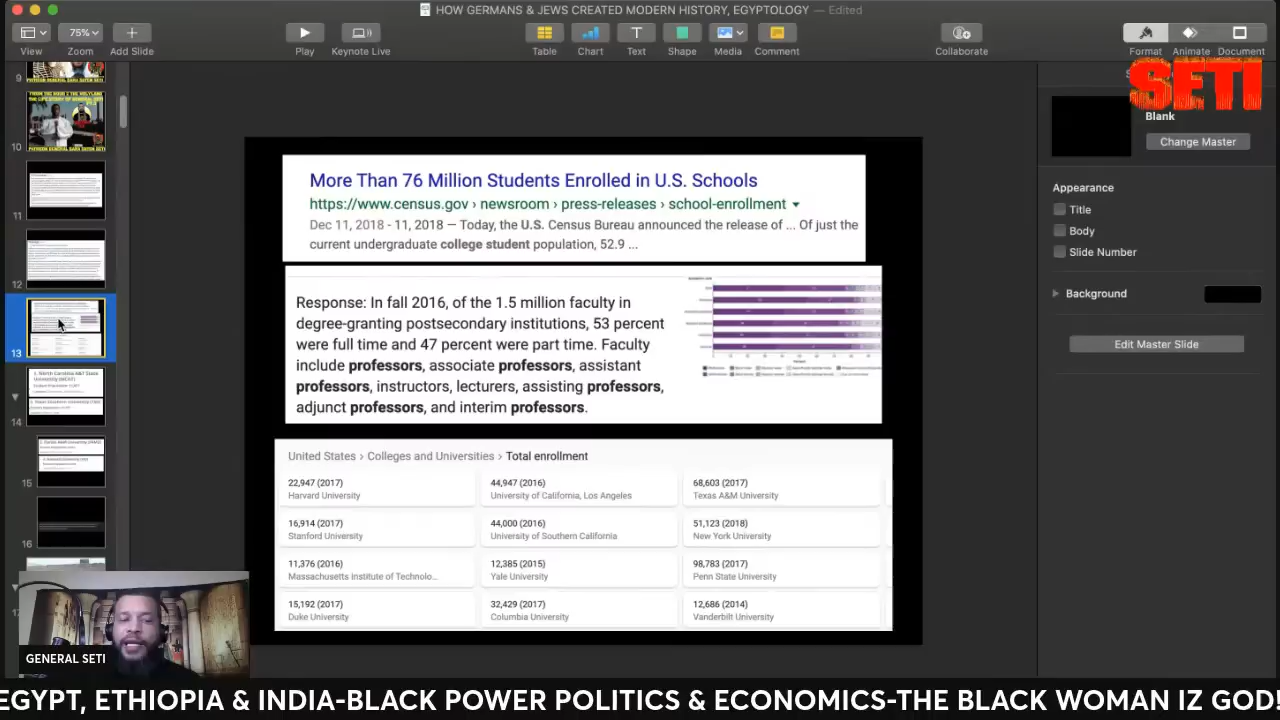 HOW GERMANS & JEWS CREATED MODERN HISTORY, EGYPTOLOGY — Edited
75%
View
Zoom
Add Slide
Play
Keynote Live
Table
Chart
Text
Shape
Media
Comment
Collaborate
Format
Animate
Document
SETI
Blank
Change Master
Appearance
Title
Body
Slide Number
Background
Edit Master Slide
9
10
11
12
13
14
15
16
More Than 76 Million Students Enrolled in U.S. Schools
https://www.census.gov › newsroom › press-releases › school-enrollment
Dec 11, 2018 - 11, 2018 — Today, the U.S. Census Bureau announced the release of ... Of just the
current undergraduate college student population, 52.9 ...
Response: In fall 2016, of the 1.5 million faculty in
degree-granting postsecondary institutions, 53 percent
were full time and 47 percent were part time. Faculty
include professors, associate professors, assistant
professors, instructors, lecturers, assisting professors,
adjunct professors, and interim professors.
United States › Colleges and Universities › Total enrollment
22,947 (2017)
Harvard University
44,947 (2016)
University of California, Los Angeles
68,603 (2017)
Texas A&M University
16,914 (2017)
Stanford University
44,000 (2016)
University of Southern California
51,123 (2018)
New York University
11,376 (2016)
Massachusetts Institute of Technolo...
12,385 (2015)
Yale University
98,783 (2017)
Penn State University
15,192 (2017)
Duke University
32,429 (2017)
Columbia University
12,686 (2014)
Vanderbilt University
GENERAL SETI
EGYPT, ETHIOPIA & INDIA-BLACK POWER POLITICS & ECONOMICS-THE BLACK WOMAN IZ GOD!